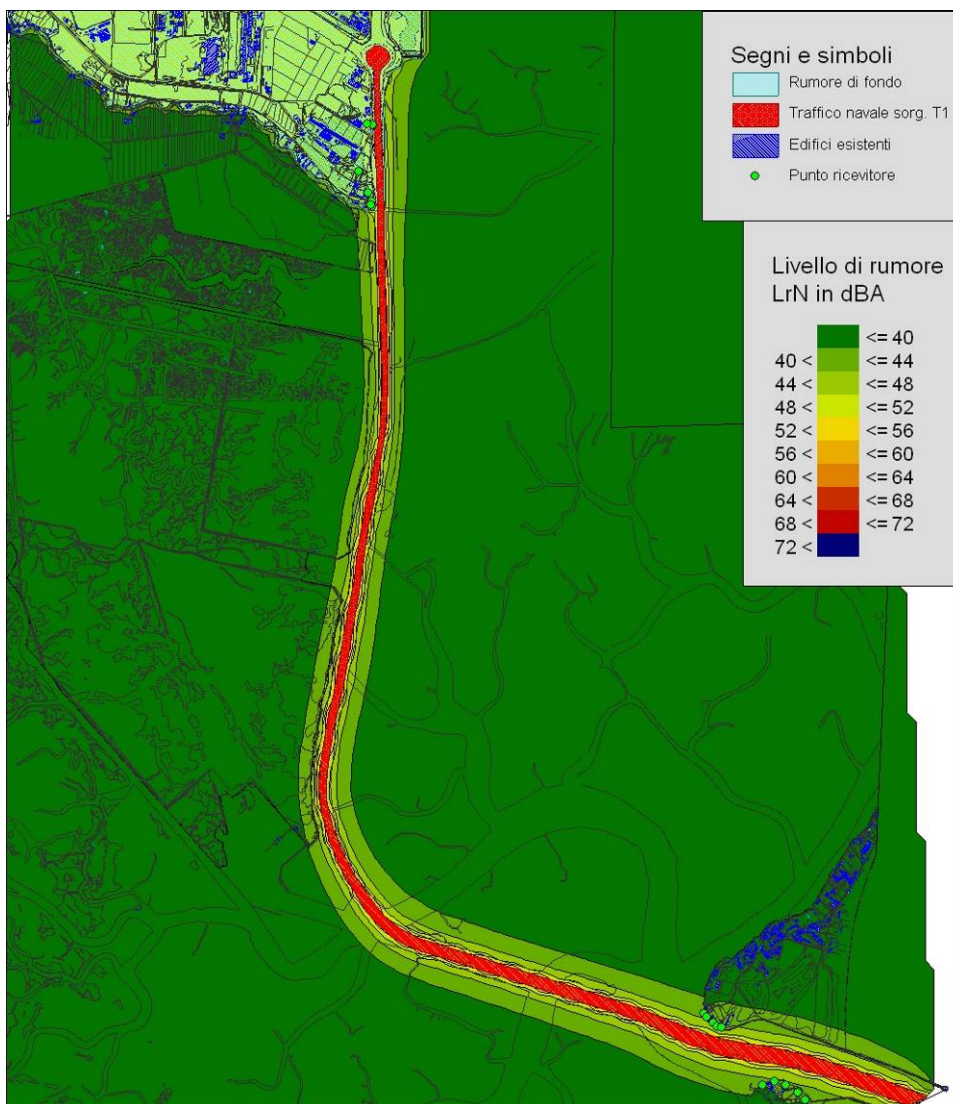 Segni e simboli
Rumore di fondo
Traffico navale sorg. T1
Edifici esistenti
Punto ricevitore
Livello di rumore
LrN in dBA
<= 40
40 < <= 44
44 < <= 48
48 < <= 52
52 < <= 56
56 < <= 60
60 < <= 64
64 < <= 68
68 < <= 72
72 <